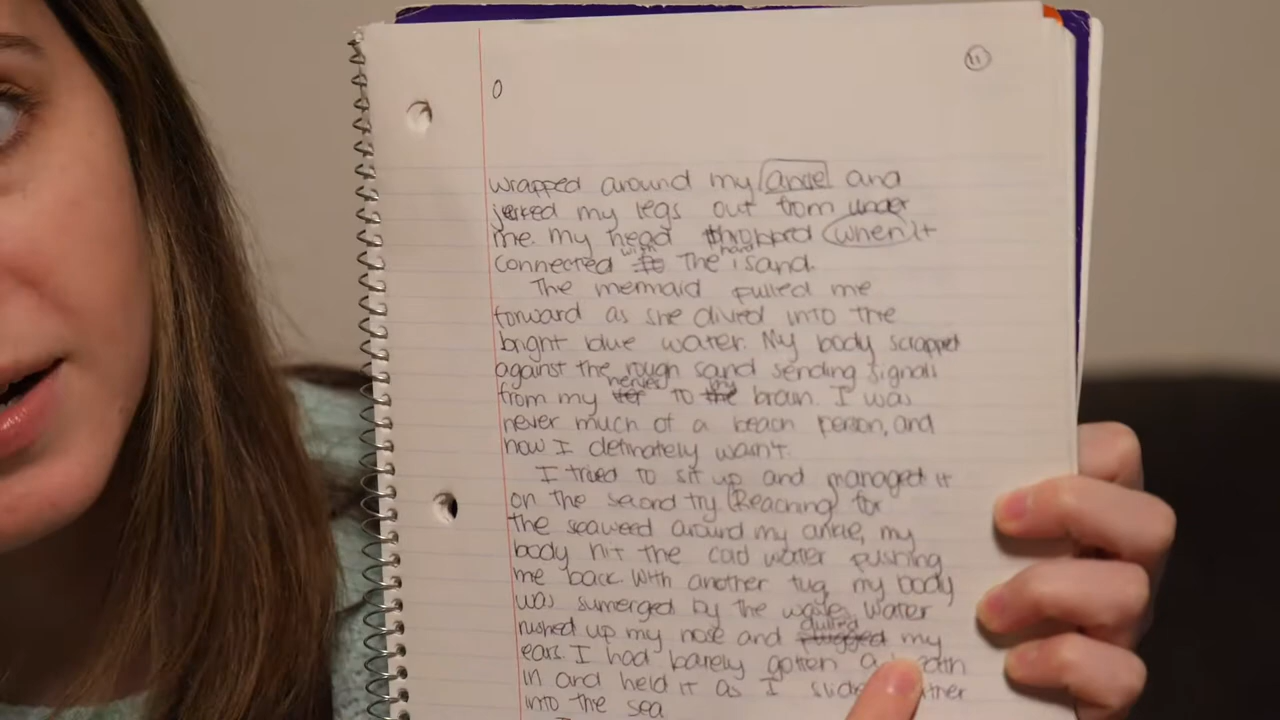 11
0
wrapped around my ankle and
jerked my legs out from under
me. My head throbbed when it
connected with the hard sand.
The mermaid pulled me
forward as she dived into the
bright blue water. My body scrapped
against the rough sand sending signals
from my nerves to my brain. I was
never much of a beach person, and
now I definately wasn't.
I tried to sit up and managed it
on the second try. Reaching for
the seaweed around my ankle, my
body hit the cold water pushing
me back. With another tug, my body
was sumerged by the water. Water
rushed up my nose and dulled my
ears. I had barely gotten a
in and held it as I
into the sea.